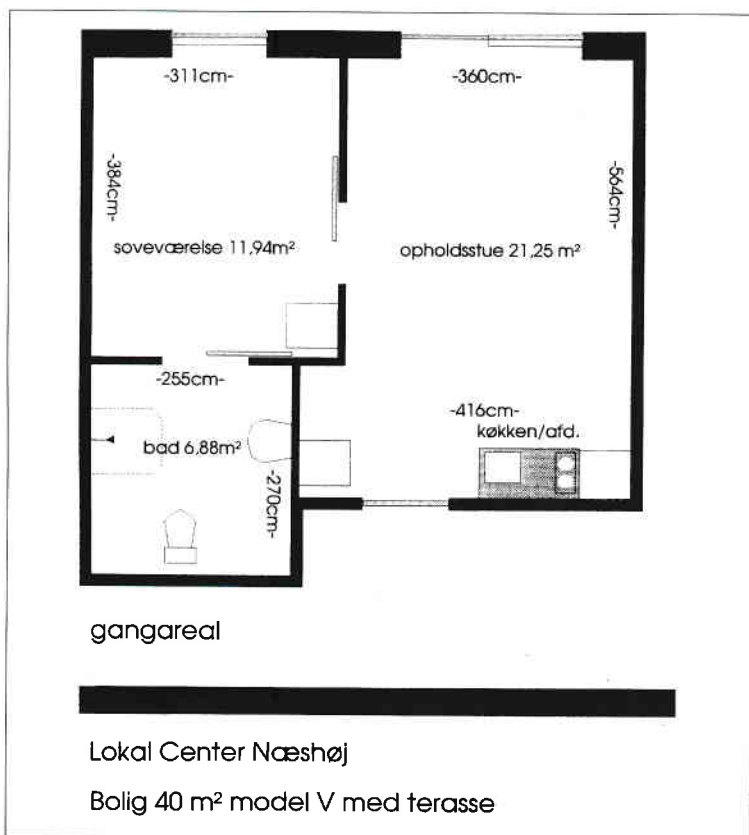 -311cm-
-360cm-
-384cm-
-564cm-
soveværelse 11,94m²
opholdsstue 21,25 m²
-255cm-
-416cm-
køkken/afd.
bad 6,88m²
-270cm-
gangareal
Lokal Center Næshøj
Bolig 40 m² model V med terasse